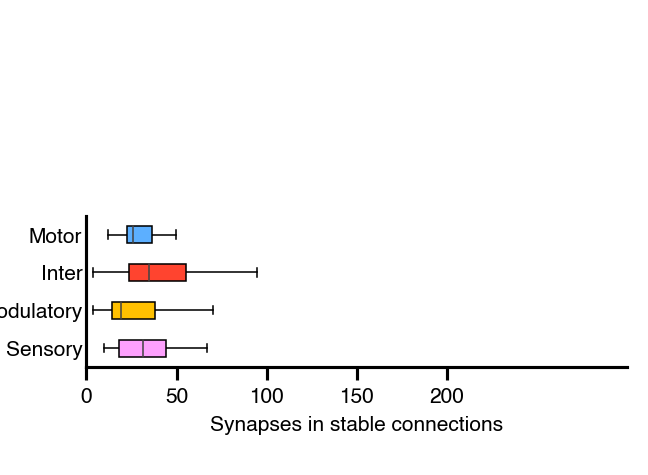 Motor
Inter
odulatory
Sensory
0 50 100 150 200
Synapses in stable connections